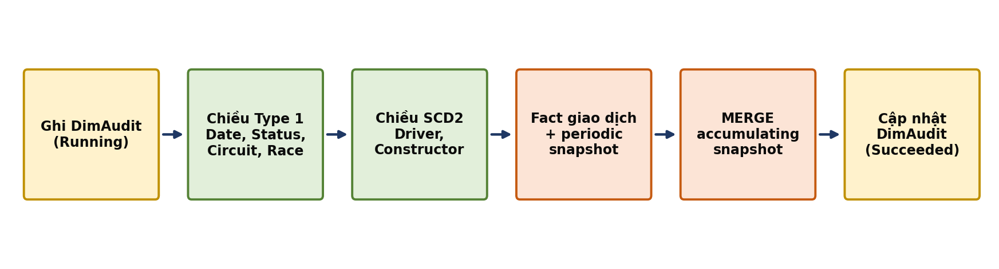 Ghi DimAudit
(Running)
Chiều Type 1
Date, Status,
Circuit, Race
Chiều SCD2
Driver,
Constructor
Fact giao dịch
+ periodic
snapshot
MERGE
accumulating
snapshot
Cập nhật
DimAudit
(Succeeded)